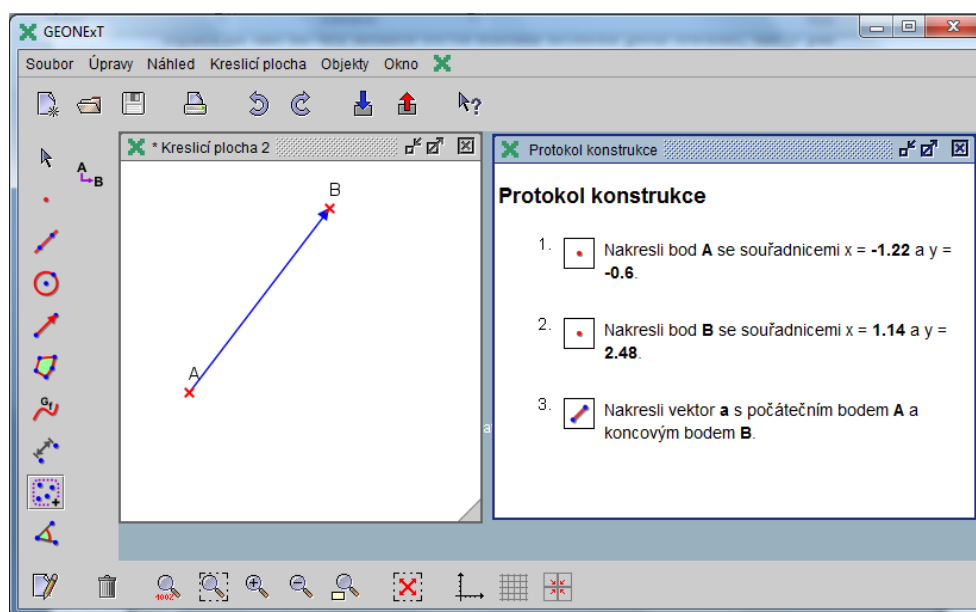 GEONExT
Soubor Úpravy Náhled Kreslicí plocha Objekty Okno
* Kreslicí plocha 2
Protokol konstrukce
A
B
B
A
Protokol konstrukce
1. Nakresli bod A se souřadnicemi x = -1.22 a y =
-0.6.
2. Nakresli bod B se souřadnicemi x = 1.14 a y =
2.48.
3. Nakresli vektor a s počátečním bodem A a
koncovým bodem B.
Gf
100%